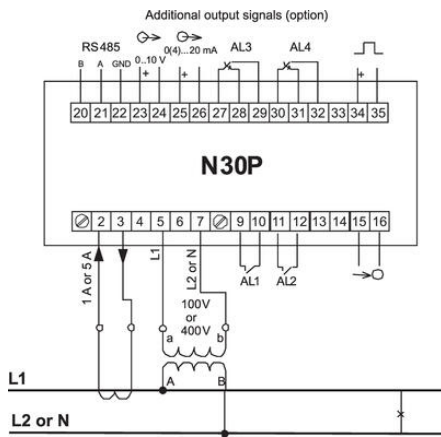 Additional output signals (option)
RS485 0(4)...20 mA AL3 AL4
B A GND 0..10 V
+ + +
20 21 22 23 24 25 26 27 28 29 30 31 32 33 34 35
N30P
2 3 4 5 6 7 9 10 11 12 13 14 15 16
1 A or 5 A
L1
L2 or N
AL1 AL2
100V
or
400V
a b
A B
L1
L2 or N